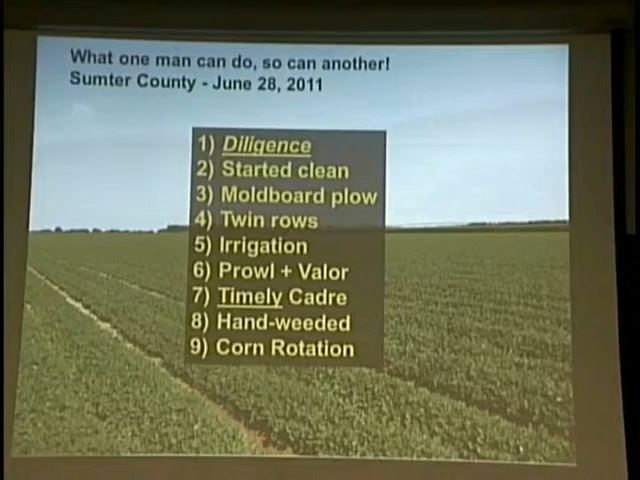 What one man can do, so can another!
Sumter County - June 28, 2011
1) Diligence
2) Started clean
3) Moldboard plow
4) Twin rows
5) Irrigation
6) Prowl + Valor
7) Timely Cadre
8) Hand-weeded
9) Corn Rotation